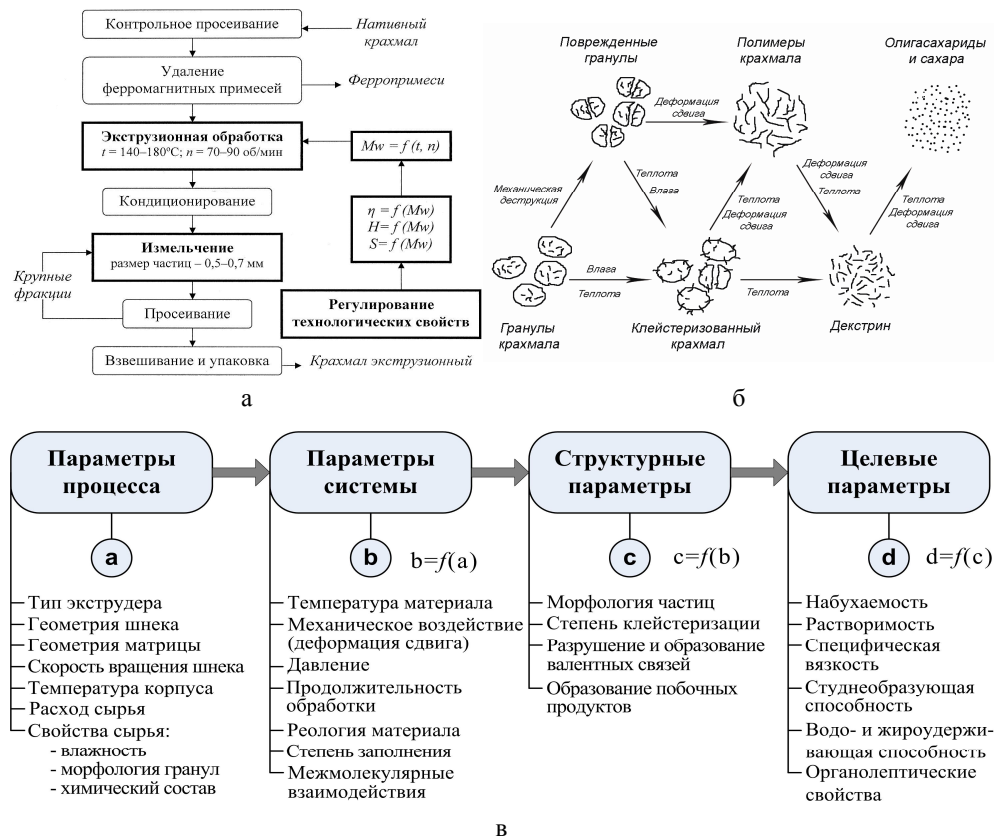 Контрольное просеивание
Нативный
крахмал
Удаление
ферромагнитных примесей
Ферропримеси
Экструзионная обработка
t = 140–180ºC; n = 70–90 об/мин
Mw = f (t, n)
Кондиционирование
η = f (Mw)
H= f (Mw)
S= f (Mw)
Измельчение
размер частиц – 0,5–0,7 мм
Крупные
фракции
Регулирование
технологических свойств
Просеивание
Взвешивание и упаковка
Крахмал экструзионный
а
Поврежденные
гранулы
Полимеры
крахмала
Олигасахариды
и сахара
Деформация
сдвига
Механическая
деструкция
Теплота
Влага
Теплота
Деформация
сдвига
Деформация
сдвига
Теплота
Теплота
Деформация
сдвига
Влага
Теплота
Теплота
Гранулы
крахмала
Клейстеризованный
крахмал
Декстрин
б
Параметры
процесса
a
Тип экструдера
Геометрия шнека
Геометрия матрицы
Скорость вращения шнека
Температура корпуса
Расход сырья
Свойства сырья:
- влажность
- морфология гранул
- химический состав
Параметры
системы
b
b=f(a)
Температура материала
Механическое воздействие
(деформация сдвига)
Давление
Продолжительность
обработки
Реология материала
Степень заполнения
Межмолекулярные
взаимодействия
Структурные
параметры
c
c=f(b)
Морфология частиц
Степень клейстеризации
Разрушение и образование
валентных связей
Образование побочных
продуктов
Целевые
параметры
d
d=f(c)
Набухаемость
Растворимость
Специфическая
вязкость
Студнеобразующая
способность
Водо- и жироудержи-
вающая способность
Органолептические
свойства
в